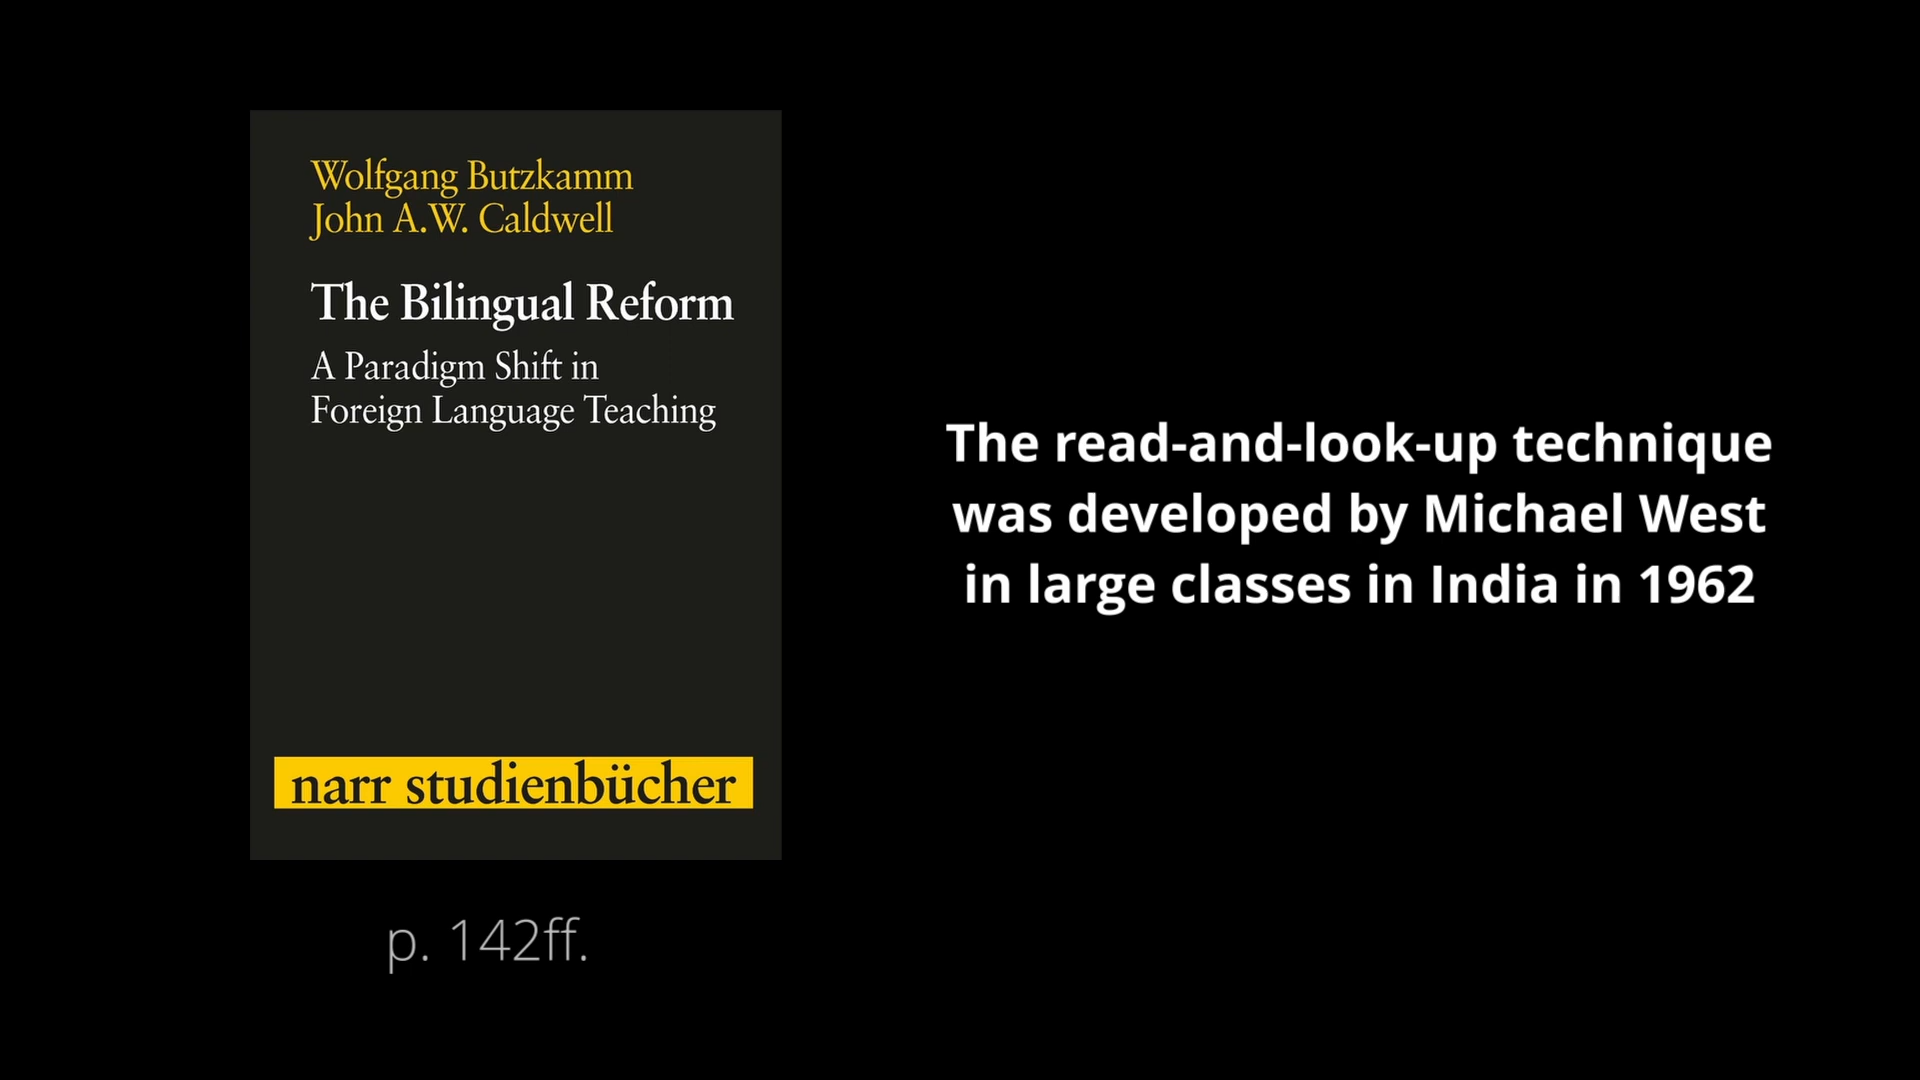 Wolfgang Butzkamm
John A.W. Caldwell
The Bilingual Reform
A Paradigm Shift in
Foreign Language Teaching
narr studienbücher
p. 142ff.
The read-and-look-up technique
was developed by Michael West
in large classes in India in 1962